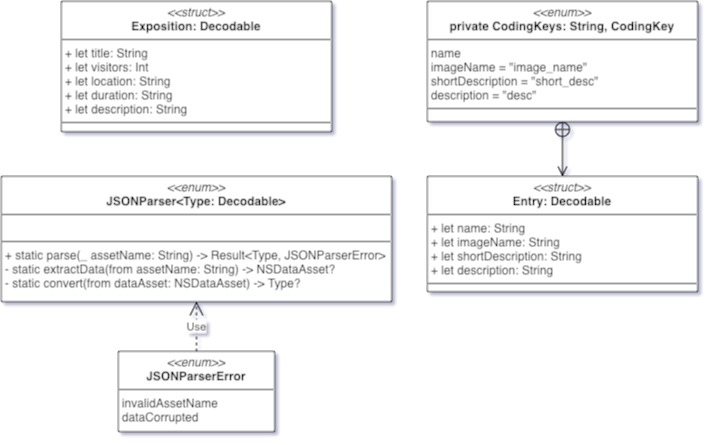 <<struct>>
Exposition: Decodable
+ let title: String
+ let visitors: Int
+ let location: String
+ let duration: String
+ let description: String
<<enum>>
private CodingKeys: String, CodingKey
name
imageName = "image_name"
shortDescription = "short_desc"
description = "desc"
<<enum>>
JSONParser<Type: Decodable>
+ static parse(_ assetName: String) -> Result<Type, JSONParserError>
- static extractData(from assetName: String) -> NSDataAsset?
- static convert(from dataAsset: NSDataAsset) -> Type?
<<struct>>
Entry: Decodable
+ let name: String
+ let imageName: String
+ let shortDescription: String
+ let description: String
Use
<<enum>>
JSONParserError
invalidAssetName
dataCorrupted